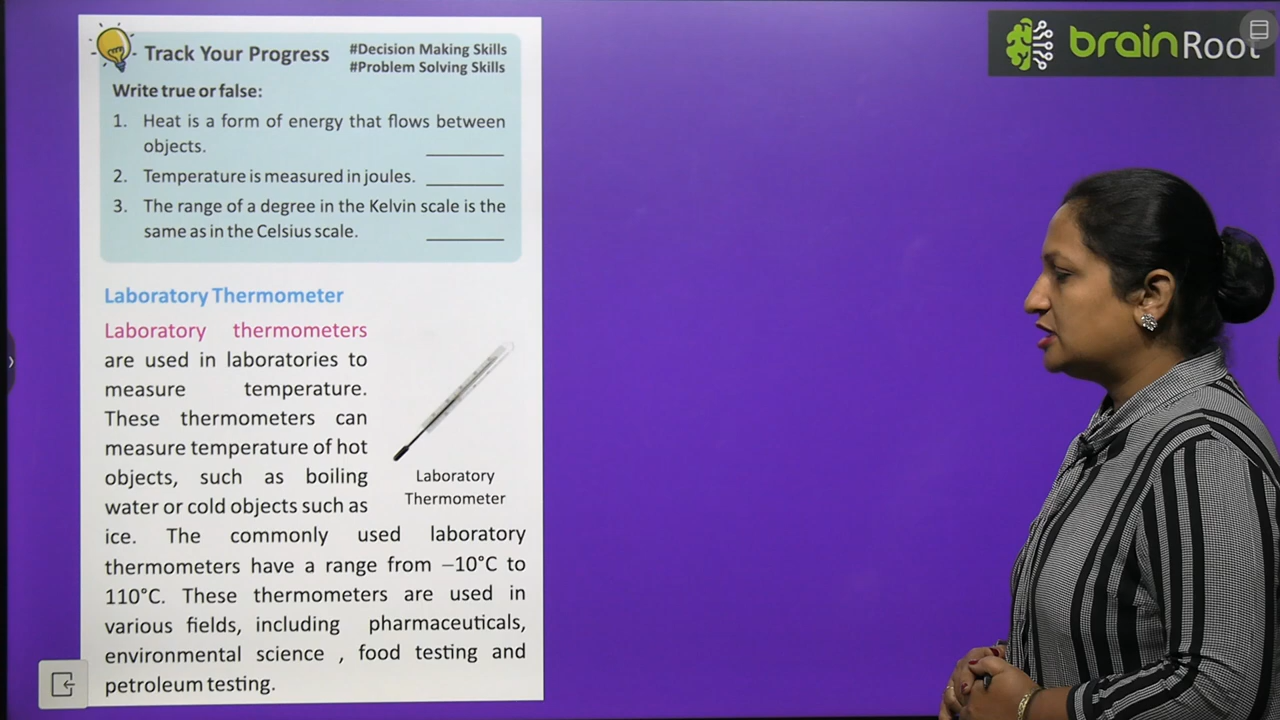 Track Your Progress
#Decision Making Skills
#Problem Solving Skills
Write true or false:
1. Heat is a form of energy that flows between
objects. ________
2. Temperature is measured in joules. ________
3. The range of a degree in the Kelvin scale is the
same as in the Celsius scale. ________
Laboratory Thermometer
Laboratory thermometers
are used in laboratories to
measure temperature.
These thermometers can
measure temperature of hot
objects, such as boiling
water or cold objects such as
ice. The commonly used laboratory
thermometers have a range from –10°C to
110°C. These thermometers are used in
various fields, including pharmaceuticals,
environmental science , food testing and
petroleum testing.
Laboratory
Thermometer
brainRoot